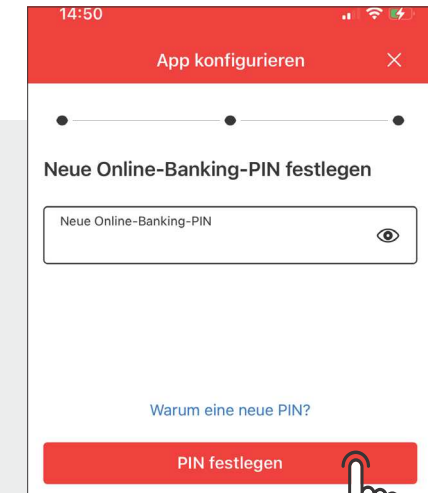 14:50
App konfigurieren
Neue Online-Banking-PIN festlegen
Neue Online-Banking-PIN
Warum eine neue PIN?
PIN festlegen